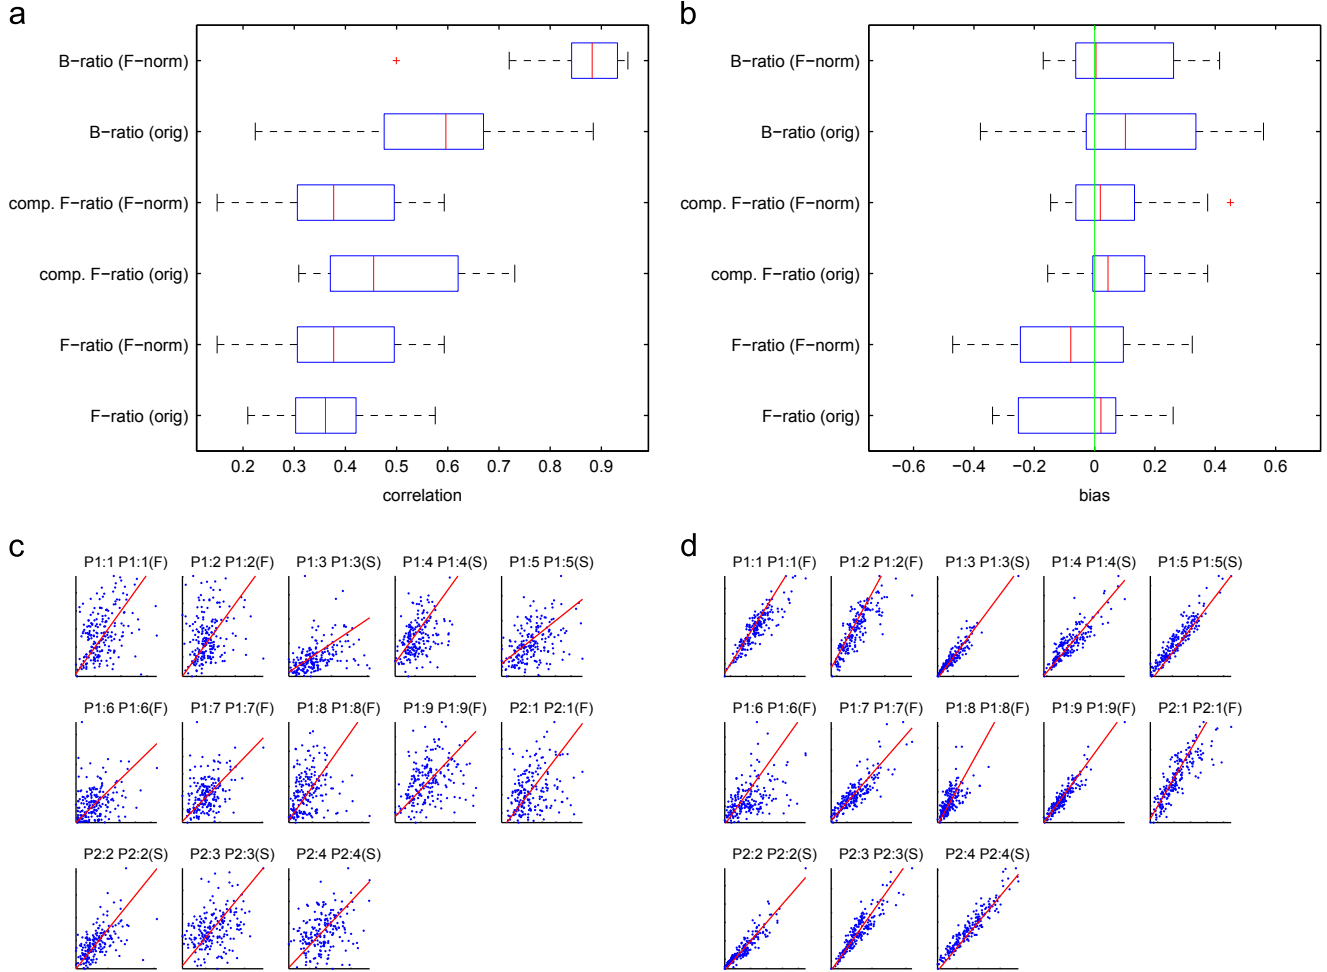 a
B−ratio (F−norm)
B−ratio (orig)
comp. F−ratio (F−norm)
comp. F−ratio (orig)
F−ratio (F−norm)
F−ratio (orig)
0.2 0.3 0.4 0.5 0.6 0.7 0.8 0.9
correlation
b
B−ratio (F−norm)
B−ratio (orig)
comp. F−ratio (F−norm)
comp. F−ratio (orig)
F−ratio (F−norm)
F−ratio (orig)
−0.6 −0.4 −0.2 0 0.2 0.4 0.6
bias
c
P1:1 P1:1(F) P1:2 P1:2(F) P1:3 P1:3(S) P1:4 P1:4(S) P1:5 P1:5(S)
P1:6 P1:6(F) P1:7 P1:7(F) P1:8 P1:8(F) P1:9 P1:9(F) P2:1 P2:1(F)
P2:2 P2:2(S) P2:3 P2:3(S) P2:4 P2:4(S)
d
P1:1 P1:1(F) P1:2 P1:2(F) P1:3 P1:3(S) P1:4 P1:4(S) P1:5 P1:5(S)
P1:6 P1:6(F) P1:7 P1:7(F) P1:8 P1:8(F) P1:9 P1:9(F) P2:1 P2:1(F)
P2:2 P2:2(S) P2:3 P2:3(S) P2:4 P2:4(S)